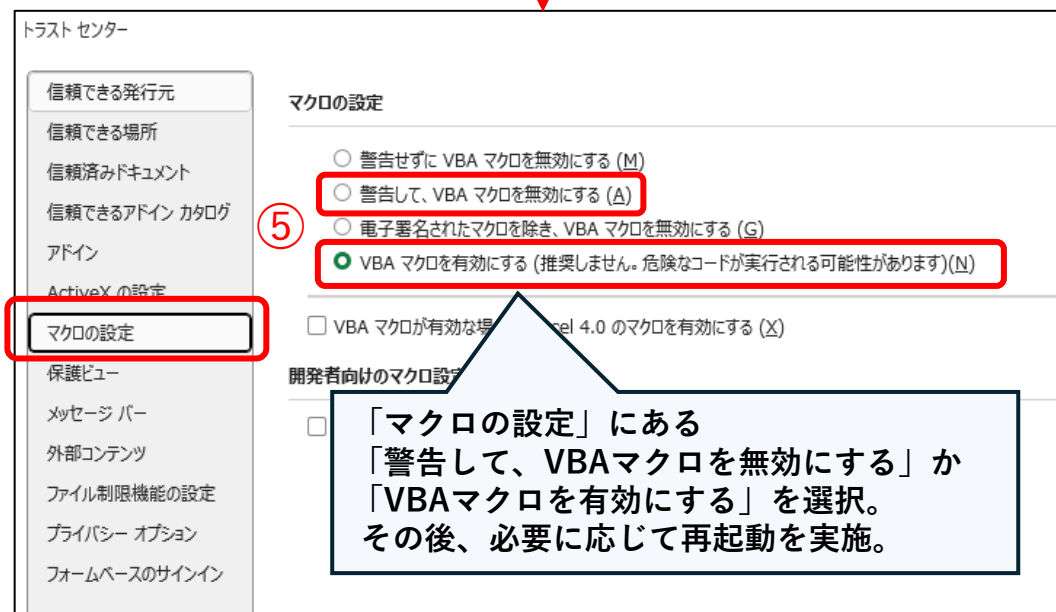 トラスト センター
信頼できる発行元
信頼できる場所
信頼済みドキュメント
信頼できるアドイン カタログ
アドイン
ActiveX の設定
マクロの設定
保護ビュー
メッセージ バー
外部コンテンツ
ファイル制限機能の設定
プライバシー オプション
フォームベースのサインイン
マクロの設定
警告せずに VBA マクロを無効にする (M)
警告して、VBA マクロを無効にする (A)
⑤
電子署名されたマクロを除き、VBA マクロを無効にする (G)
VBA マクロを有効にする (推奨しません。危険なコードが実行される可能性があります)(N)
VBA マクロが有効な場 cel 4.0 のマクロを有効にする (X)
開発者向けのマクロ設
「マクロの設定」にある
「警告して、VBAマクロを無効にする」か
「VBAマクロを有効にする」を選択。
その後、必要に応じて再起動を実施。